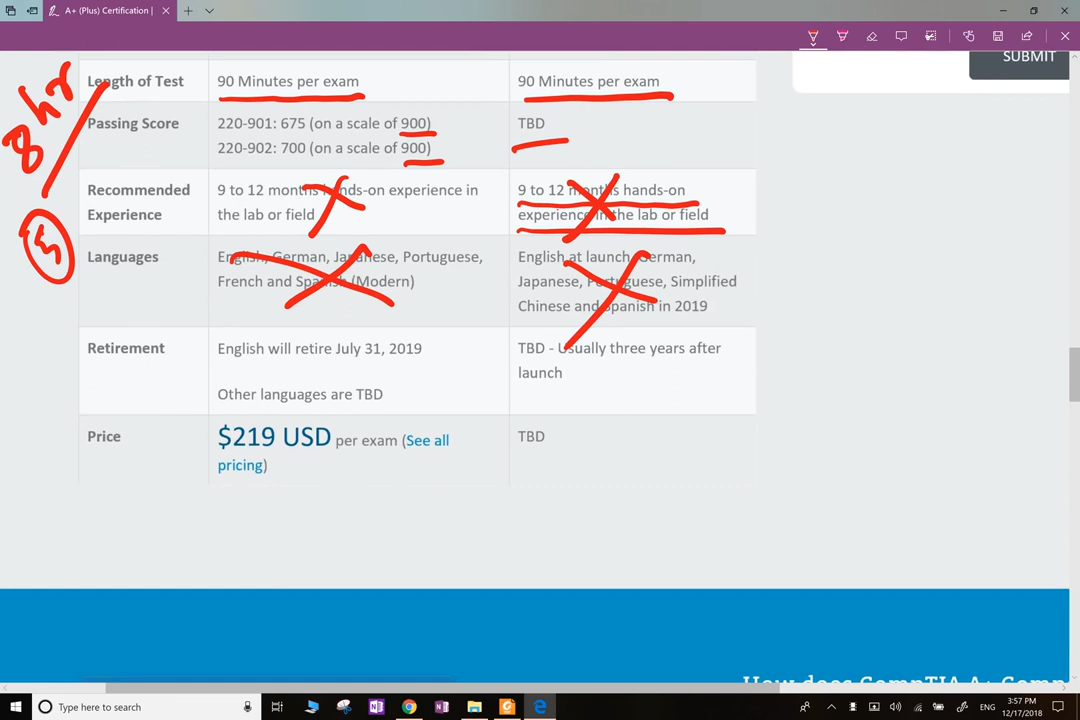 A+ (Plus) Certification |
SUBMIT
8 hr
Length of Test
90 Minutes per exam
90 Minutes per exam
Passing Score
220-901: 675 (on a scale of 900)
220-902: 700 (on a scale of 900)
TBD
Recommended
Experience
9 to 12 months hands-on experience in
the lab or field
9 to 12 months hands-on
experience in the lab or field
Languages
English, German, Japanese, Portuguese,
French and Spanish (Modern)
English at launch, German,
Japanese, Portuguese, Simplified
Chinese and Spanish in 2019
Retirement
English will retire July 31, 2019
Other languages are TBD
TBD - Usually three years after
launch
Price
$219 USD per exam (See all
pricing)
TBD
How does CompTIA A+ Comp
Type here to search
ENG
3:57 PM
12/17/2018